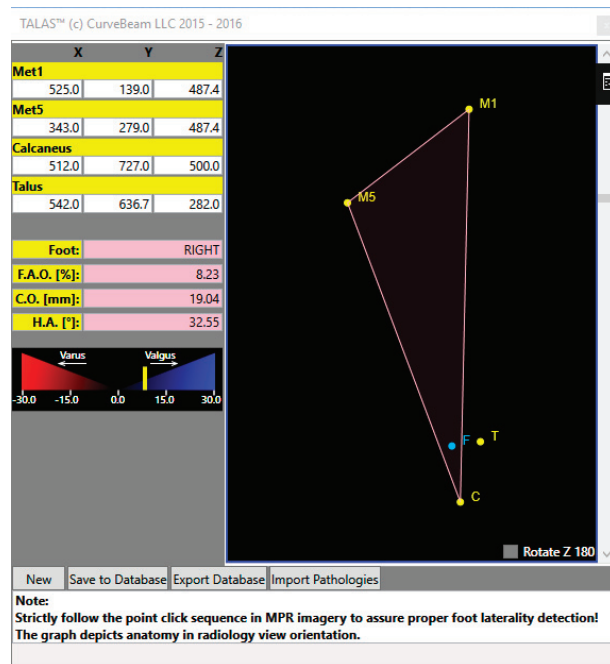 TALAS™ (c) CurveBeam LLC 2015 - 2016
X Y Z
Met1
525.0 139.0 487.4
Met5
343.0 279.0 487.4
Calcaneus
512.0 727.0 500.0
Talus
542.0 636.7 282.0
Foot: RIGHT
F.A.O. [%]: 8.23
C.O. [mm]: 19.04
H.A. [°]: 32.55
Varus Valgus
-30.0 -15.0 0.0 15.0 30.0
M1
M5
F T
C
Rotate Z 180
New Save to Database Export Database Import Pathologies
Note:
Strictly follow the point click sequence in MPR imagery to assure proper foot laterality detection!
The graph depicts anatomy in radiology view orientation.